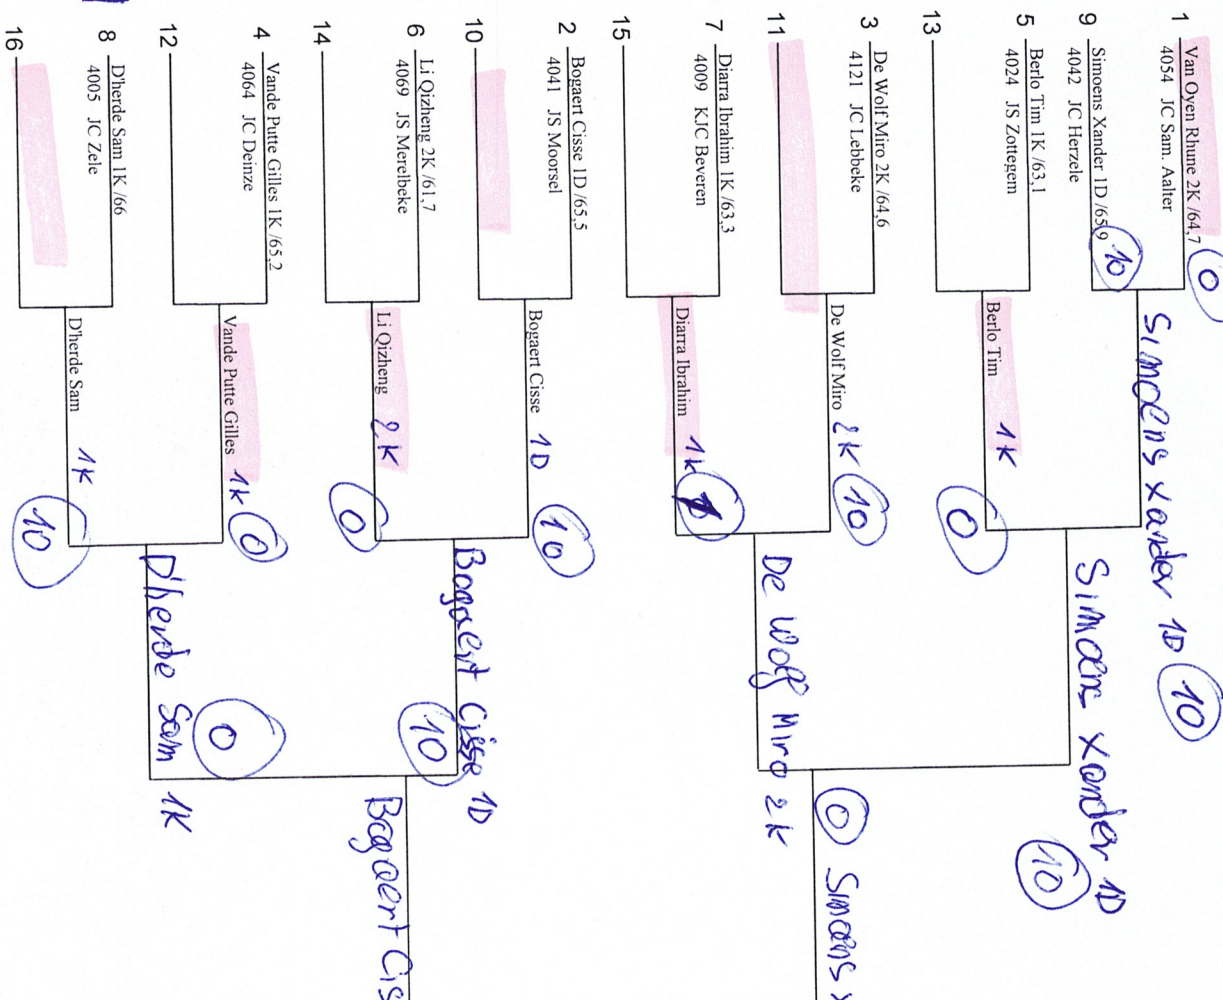 1
Van Oyen Rhune 2K /64,7
4054 JC Sam. Aalter
0
9
Simoens Xander 1D /65,9
4042 JC Herzele
10
Simoens Xander 1D
10
5
Berlo Tim 1K /63,1
4024 JS Zottegem
13
Berlo Tim 1K
0
Simoens Xander 1D
10
3
De Wolf Miro 2K /64,6
4121 JC Lebbeke
11
De Wolf Miro 2K
10
7
Diarra Ibrahim 1K /63,3
4009 KJC Beveren
15
Diarra Ibrahim 1K
De Wolf Miro 2K
0
Simoens
2
Bogaert Cisse 1D /65,5
4041 JS Moorsel
10
Bogaert Cisse 1D
10
6
Li Qizheng 2K /61,7
4069 JS Merelbeke
14
Li Qizheng 2K
0
Bogaert Cisse 1D
10
4
Vande Putte Gilles 1K /65,2
4064 JC Deinze
12
Vande Putte Gilles 1K
0
8
D'herde Sam 1K /66
4005 JC Zele
16
D'herde Sam 1K
10
D'herde Sam 1K
0
Bogaert Cis